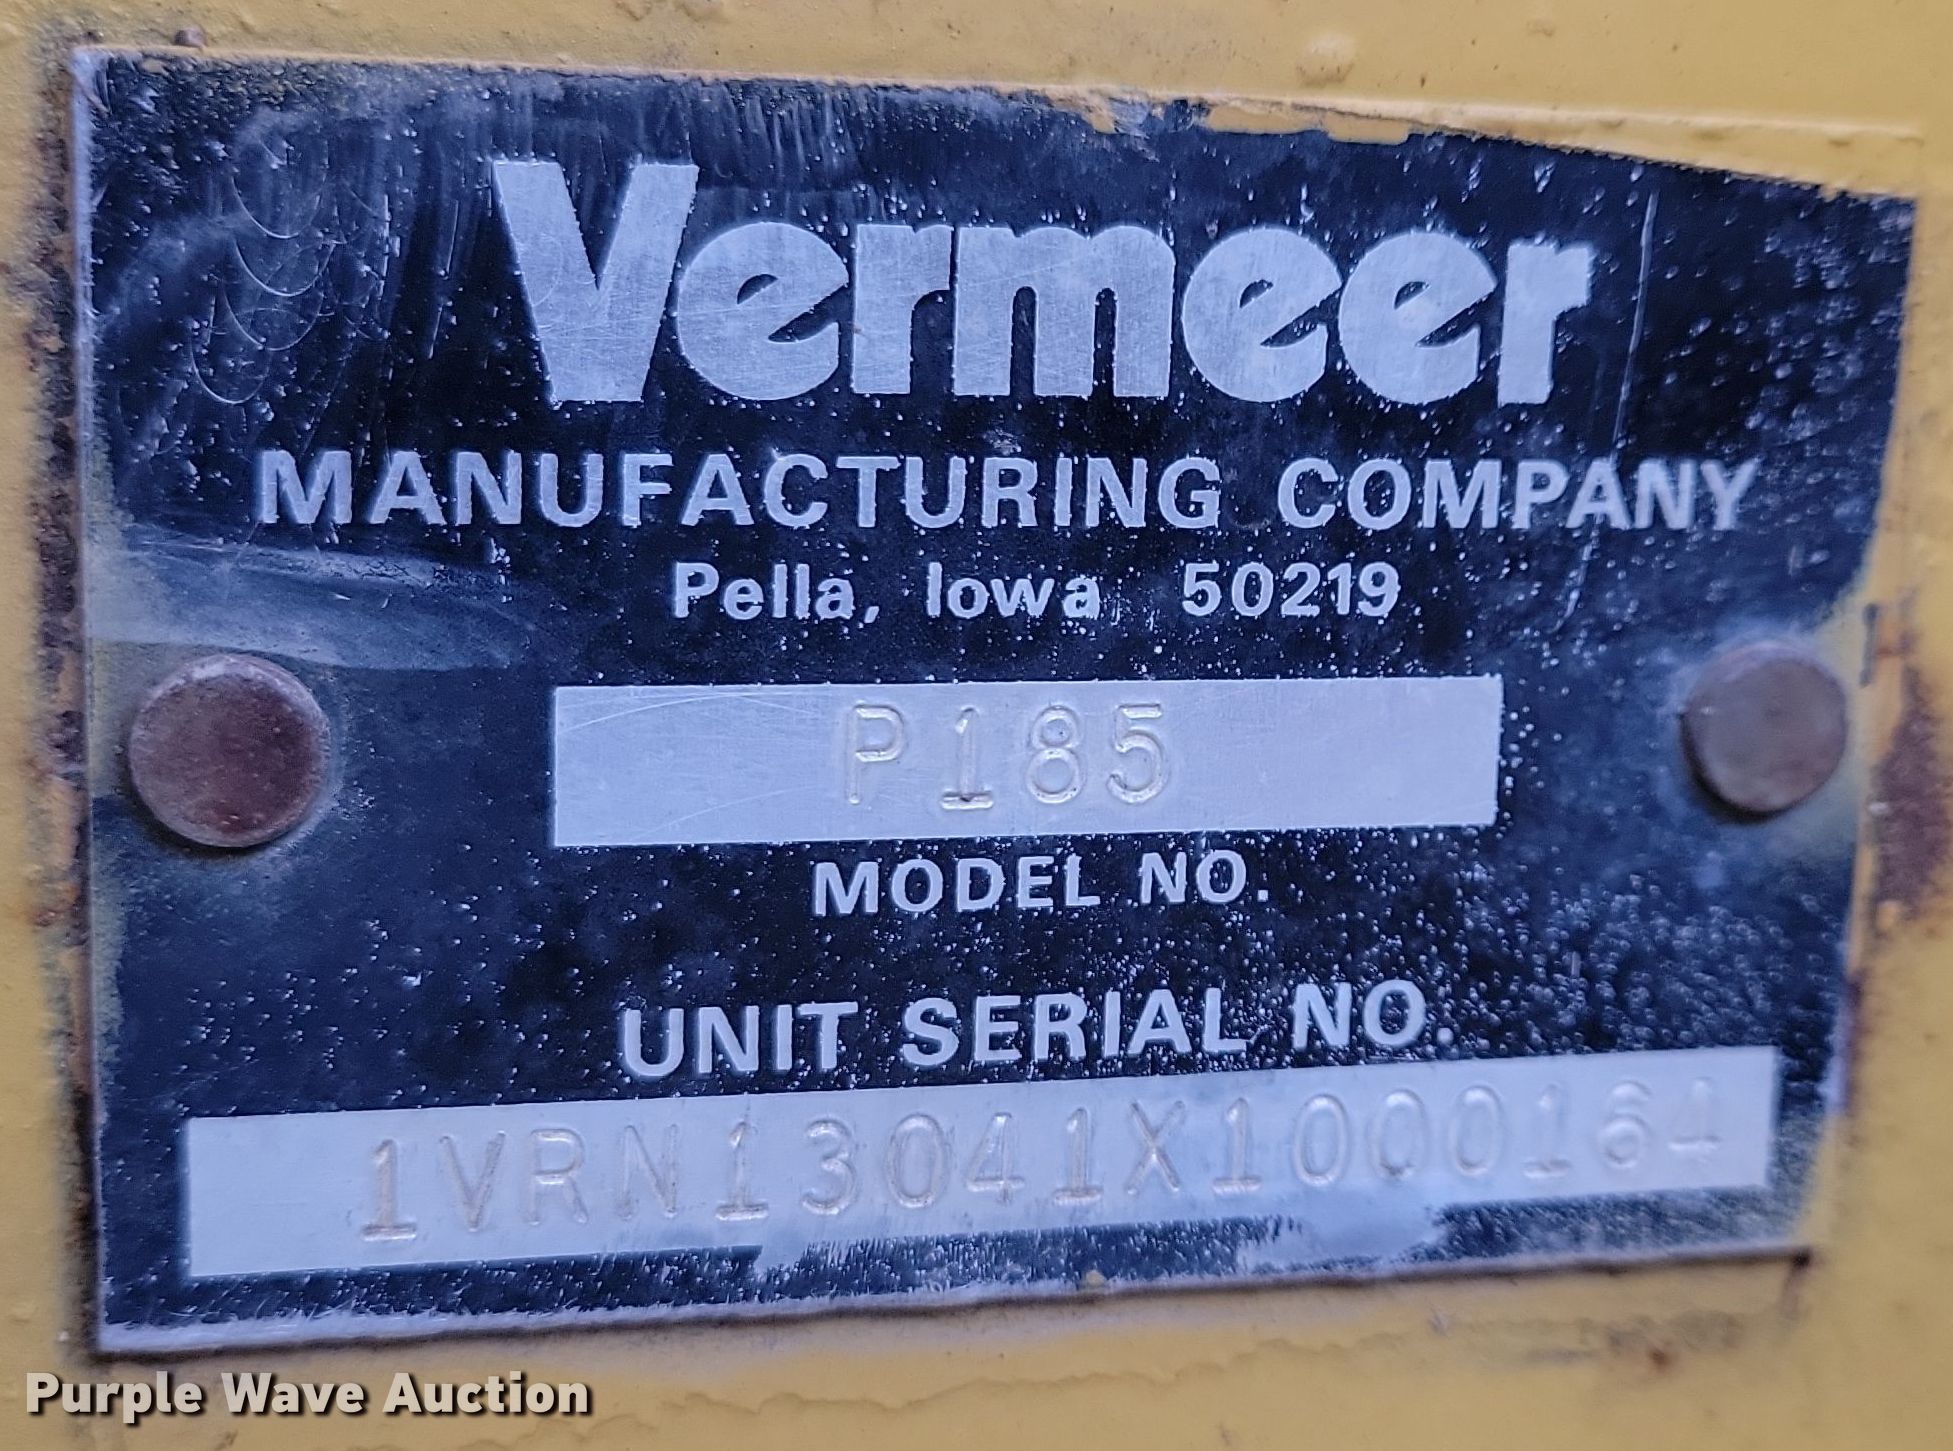 Vermeer
MANUFACTURING COMPANY
Pella, Iowa 50219
P185
MODEL NO.
UNIT SERIAL NO.
1VRN13041X1000164
Purple Wave Auction